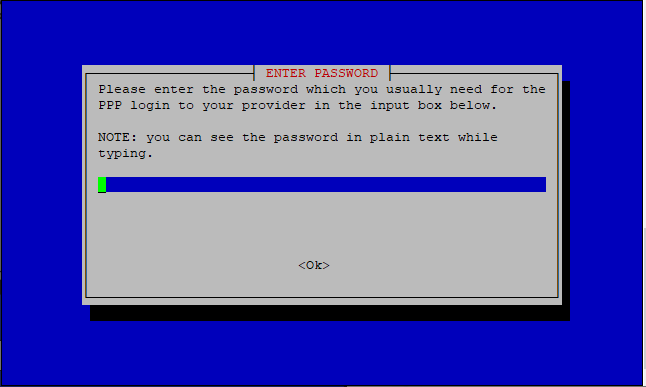 ENTER PASSWORD
Please enter the password which you usually need for the
PPP login to your provider in the input box below.
NOTE: you can see the password in plain text while
typing.
<Ok>